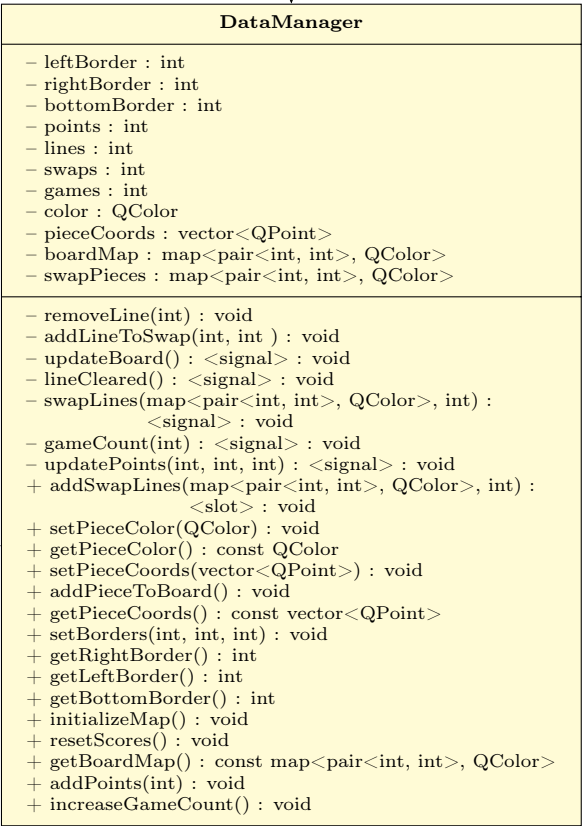 DataManager
– leftBorder : int
– rightBorder : int
– bottomBorder : int
– points : int
– lines : int
– swaps : int
– games : int
– color : QColor
– pieceCoords : vector<QPoint>
– boardMap : map<pair<int, int>, QColor>
– swapPieces : map<pair<int, int>, QColor>
– removeLine(int) : void
– addLineToSwap(int, int ) : void
– updateBoard() : <signal> : void
– lineCleared() : <signal> : void
– swapLines(map<pair<int, int>, QColor>, int) :
<signal> : void
– gameCount(int) : <signal> : void
– updatePoints(int, int, int) : <signal> : void
+ addSwapLines(map<pair<int, int>, QColor>, int) :
<slot> : void
+ setPieceColor(QColor) : void
+ getPieceColor() : const QColor
+ setPieceCoords(vector<QPoint>) : void
+ addPieceToBoard() : void
+ getPieceCoords() : const vector<QPoint>
+ setBorders(int, int, int) : void
+ getRightBorder() : int
+ getLeftBorder() : int
+ getBottomBorder() : int
+ initializeMap() : void
+ resetScores() : void
+ getBoardMap() : const map<pair<int, int>, QColor>
+ addPoints(int) : void
+ increaseGameCount() : void